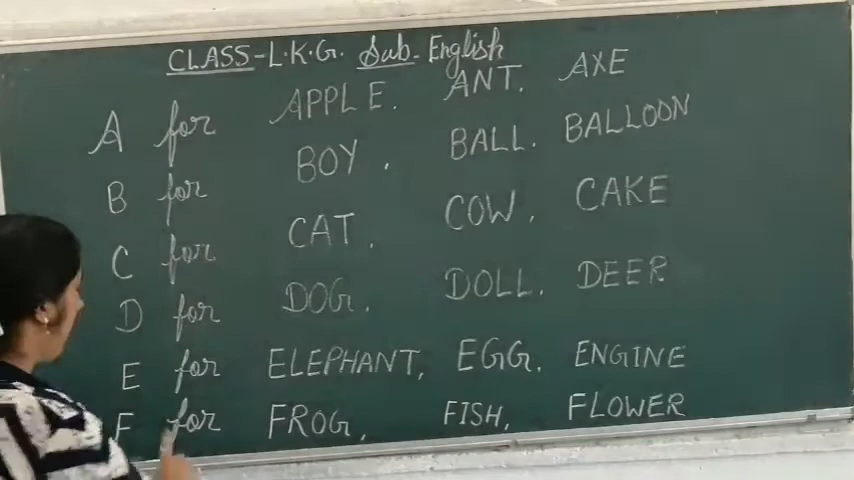 CLASS-L.K.G. Sub- English
A for APPLE. ANT. AXE
B for BOY, BALL. BALLOON
C for CAT, COW, CAKE
D for DOG, DOLL. DEER
E for ELEPHANT, EGG. ENGINE
F for FROG, FISH, FLOWER